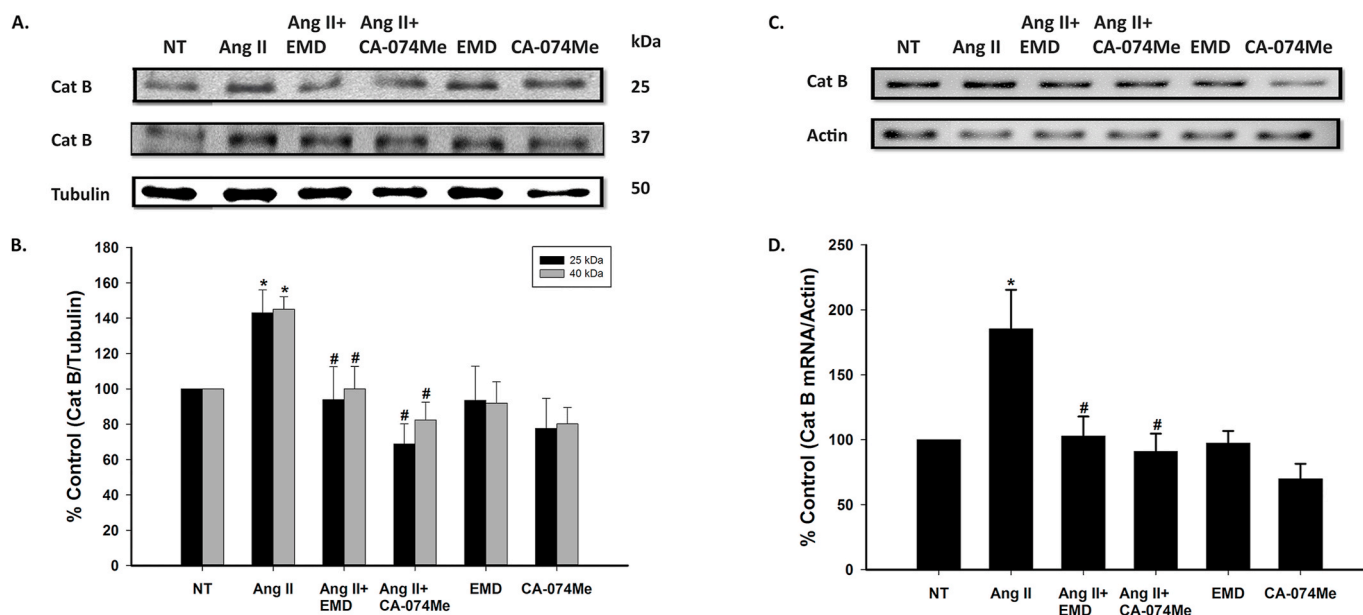 A.
NT Ang II Ang II+ EMD Ang II+ CA-074Me EMD CA-074Me kDa
Cat B 25
Cat B 37
Tubulin 50
B.
% Control (Cat B/Tubulin)
180
160
140
120
100
80
60
40
20
0
25 kDa
40 kDa
* *
# #
# #
NT Ang II Ang II+ EMD Ang II+ CA-074Me EMD CA-074Me
C.
NT Ang II Ang II+ EMD Ang II+ CA-074Me EMD CA-074Me
Cat B
Actin
D.
% Control (Cat B mRNA/Actin)
250
200
150
100
50
0
*
#
#
NT Ang II Ang II+ EMD Ang II+ CA-074Me EMD CA-074Me